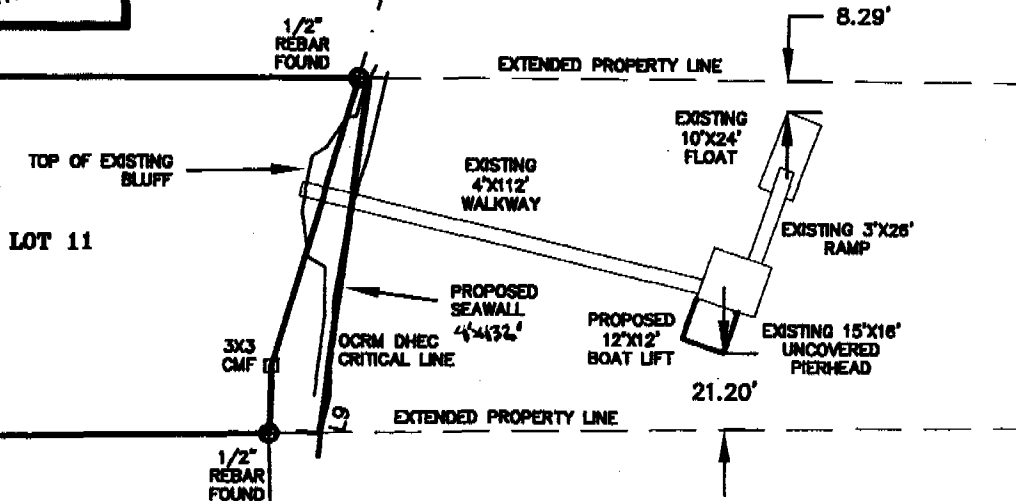 8.29'
1/2"
REBAR
FOUND
EXTENDED PROPERTY LINE
EXISTING
10'X24'
FLOAT
TOP OF EXISTING
BLUFF
EXISTING
4'X112'
WALKWAY
LOT 11
EXISTING 3'X26'
RAMP
PROPOSED
SEAWALL
4'x132'
PROPOSED
12'X12'
BOAT LIFT
EXISTING 15'X16'
UNCOVERED
PIERHEAD
OCRM DHEC
CRITICAL LINE
3X3
CMF
21.20'
L9
EXTENDED PROPERTY LINE
1/2"
REBAR
FOUND